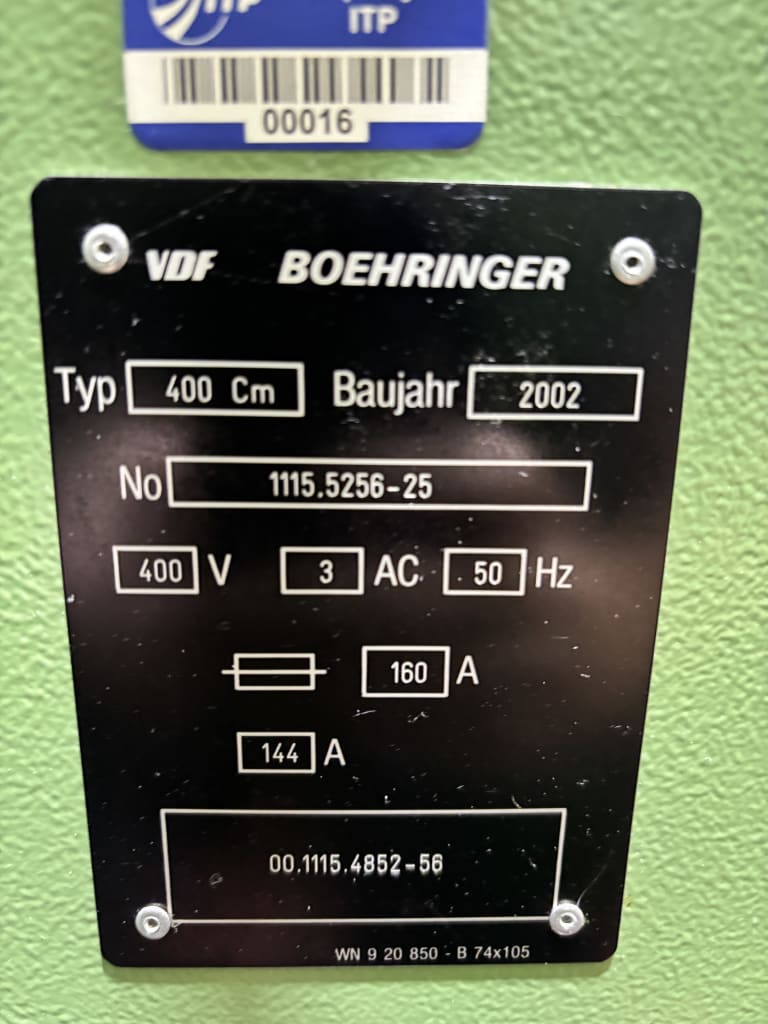 ITP
00016
VDF BOEHRINGER
Typ 400 Cm Baujahr 2002
No 1115.5256-25
400 V 3 AC 50 Hz
160 A
144 A
00.1115.4852-56
WN 9 20 850 - B 74x105